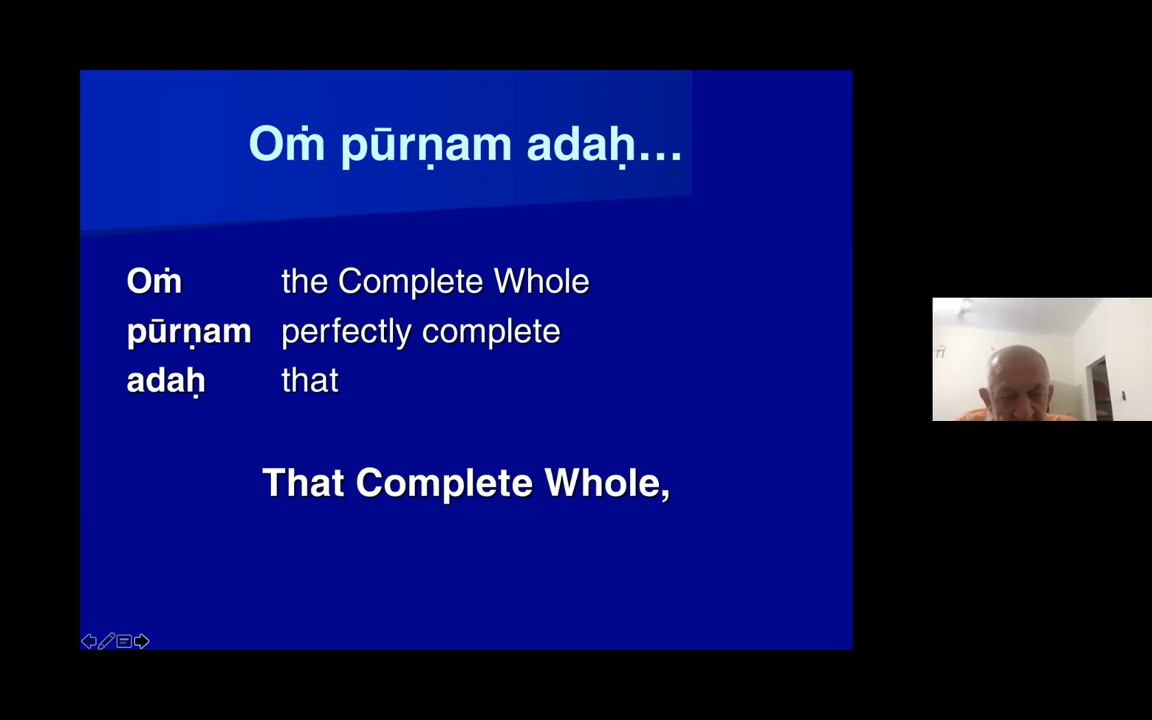 Oṁ pūrṇam adaḥ…
Oṁ the Complete Whole
pūrṇam perfectly complete
adaḥ that
That Complete Whole,